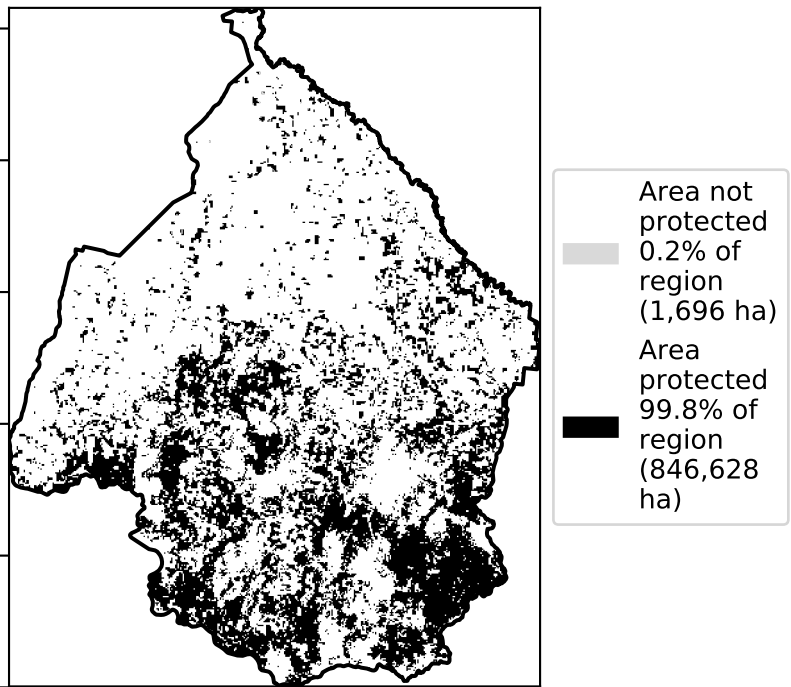 Area not
protected
0.2% of
region
(1,696 ha)
Area
protected
99.8% of
region
(846,628
ha)